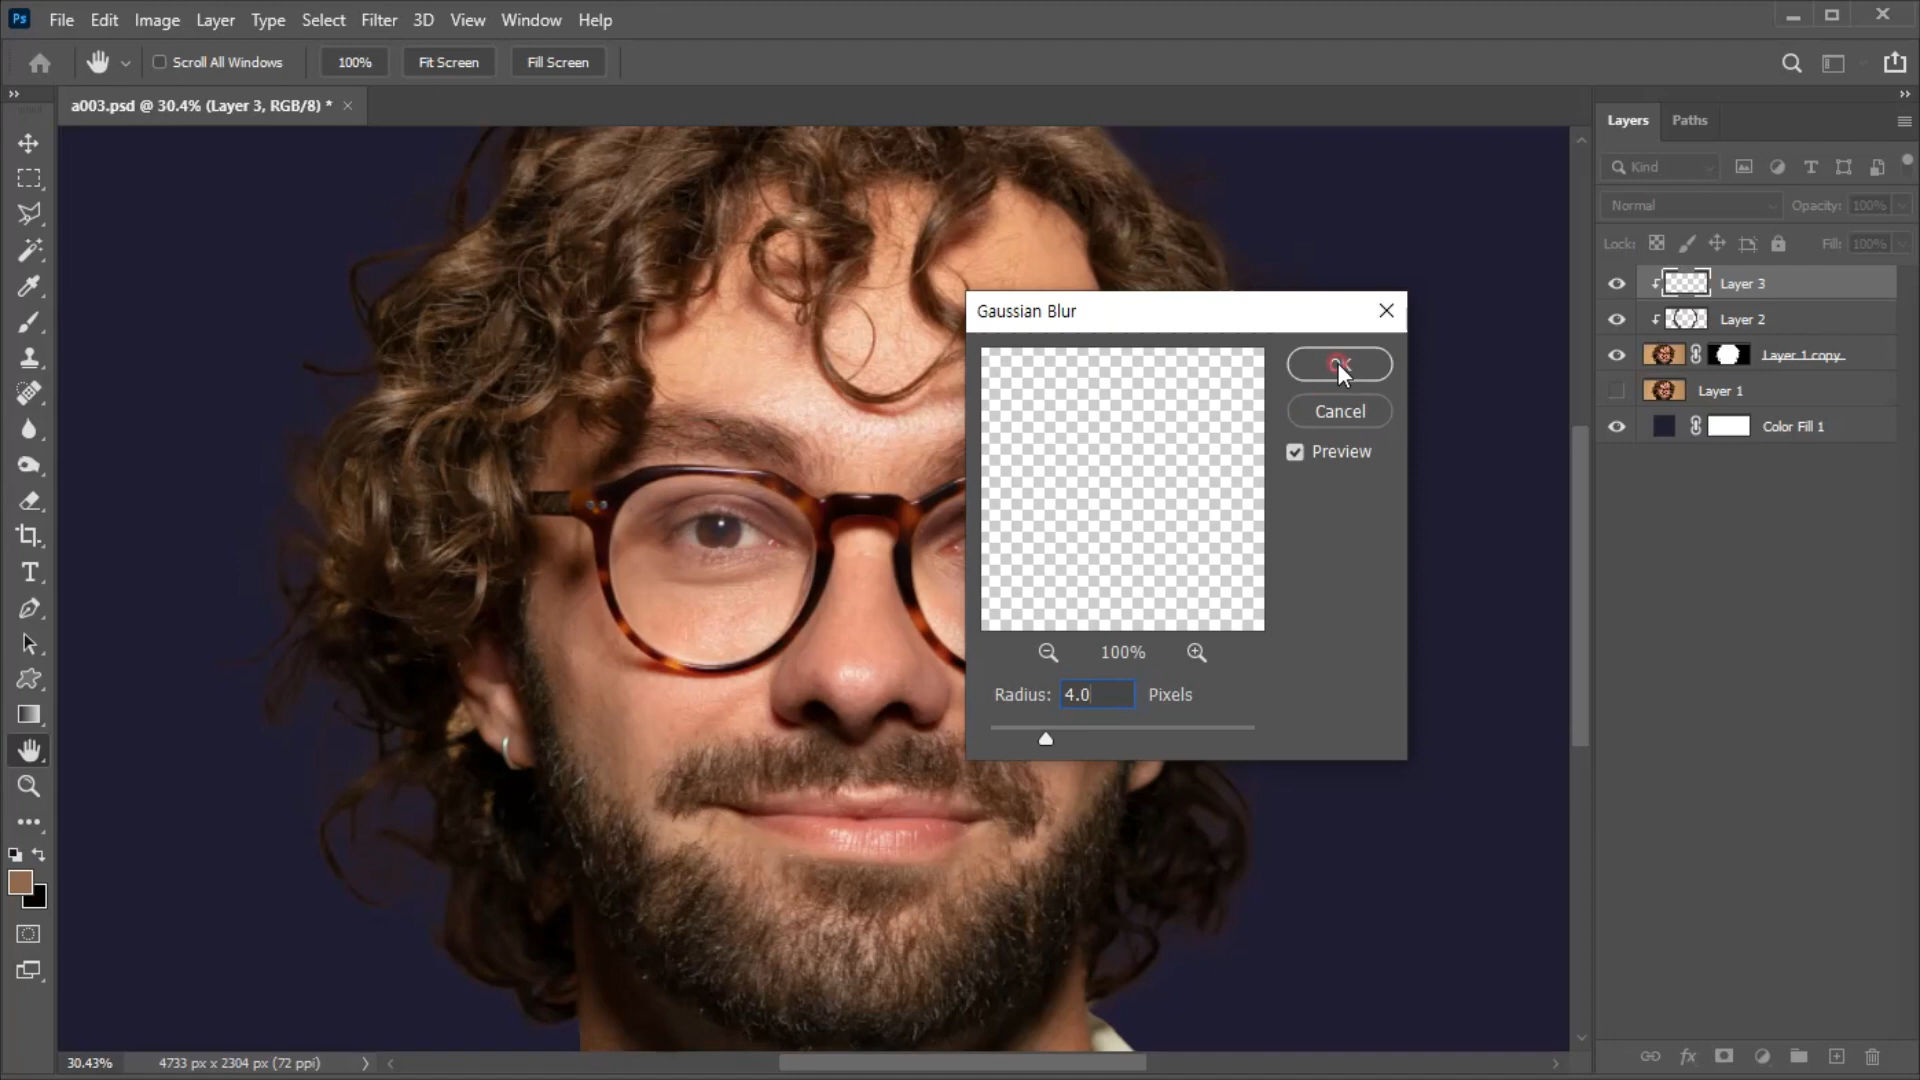 Ps File Edit Image Layer Type Select Filter 3D View Window Help
Scroll All Windows 100% Fit Screen Fill Screen
a003.psd @ 30.4% (Layer 3, RGB/8) *
Layers Paths
Kind
Normal Opacity: 100%
Lock: Fill: 100%
Layer 3
Layer 2
Layer 1 copy
Layer 1
Color Fill 1
Gaussian Blur
OK
Cancel
Preview
100%
Radius: 4.0 Pixels
30.43% 4733 px x 2304 px (72 ppi)